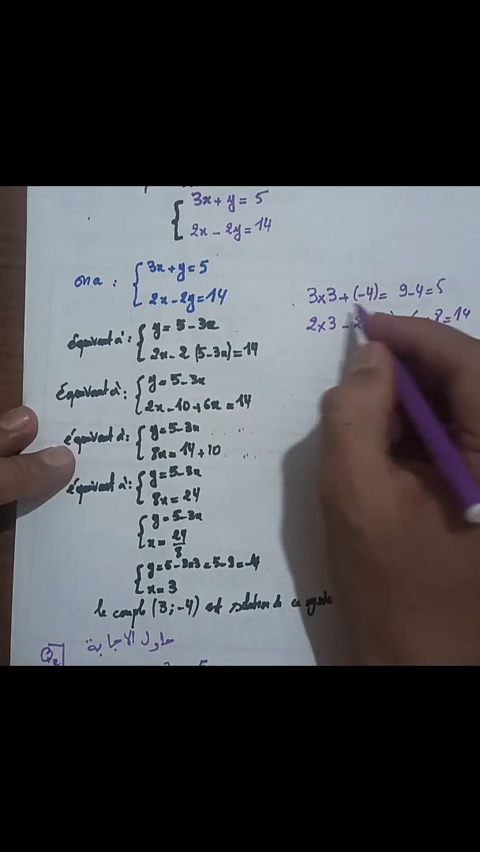 3x + y = 5
2x - 2y = 14
on a : 3x + y = 5
2x - 2y = 14
équivaut à : y = 5 - 3x
2x - 2 (5 - 3x) = 14
équivaut à : y = 5 - 3x
2x - 10 + 6x = 14
équivaut à : y = 5 - 3x
8x = 14 + 10
équivaut à : y = 5 - 3x
8x = 24
y = 5 - 3x
x = 24/8
y = 5 - 3×3 = 5 - 9 = -4
x = 3
le couple (3 ; -4) est solution de ce
حاول الاجابة
Q2
3×3 + (-4) = 9 - 4 = 5
2×3 - 8 = 14